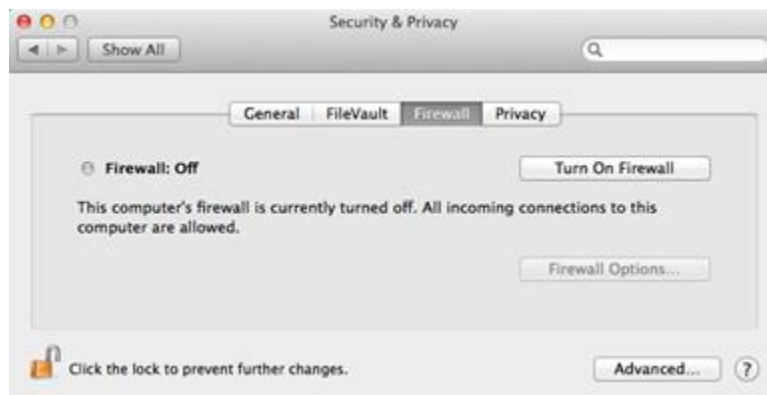 Security & Privacy
Show All
General FileVault Firewall Privacy
Firewall: Off
Turn On Firewall
This computer's firewall is currently turned off. All incoming connections to this
computer are allowed.
Firewall Options...
Click the lock to prevent further changes.
Advanced... ?